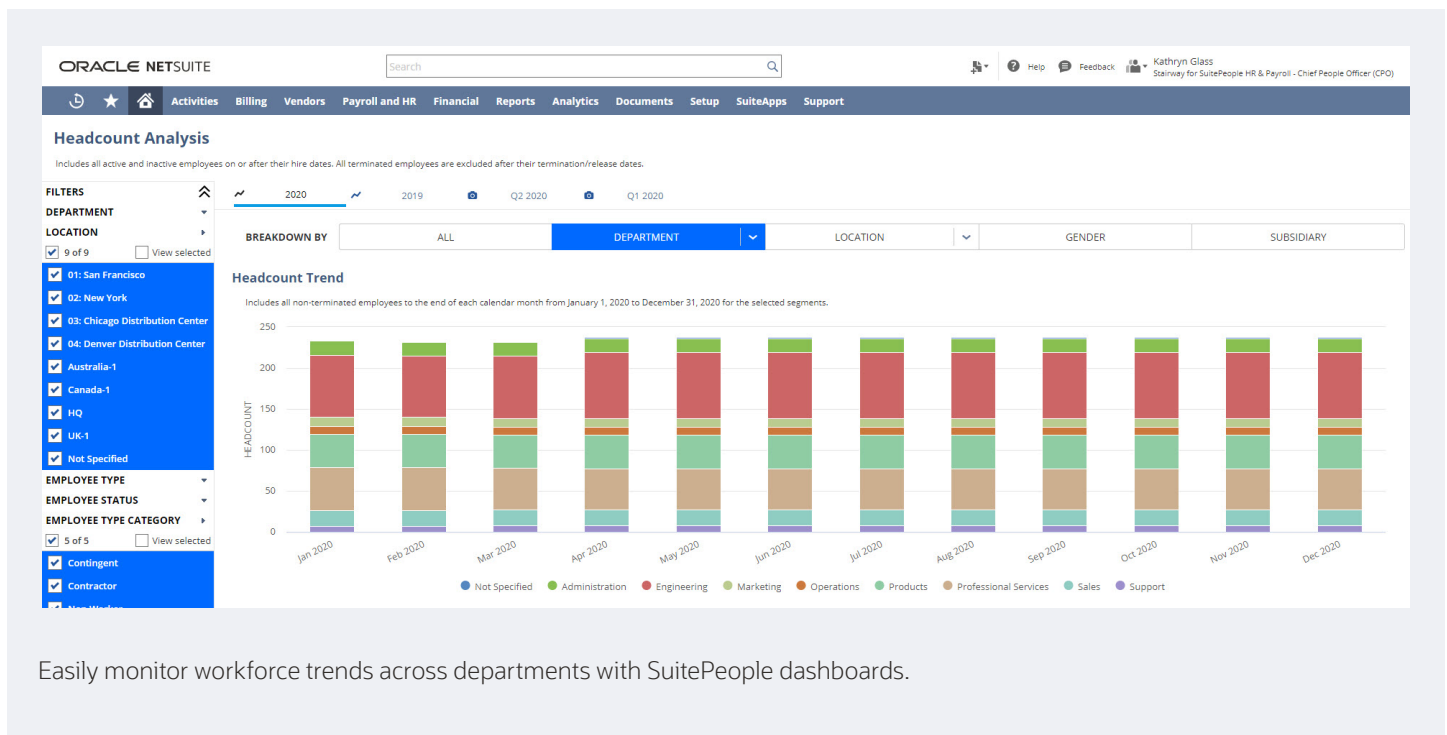 ORACLE NETSUITE
Search
Help
Feedback
Kathryn Glass
Stairway for SuitePeople HR & Payroll - Chief People Officer (CPO)
Activities Billing Vendors Payroll and HR Financial Reports Analytics Documents Setup SuiteApps Support
Headcount Analysis
Includes all active and inactive employees on or after their hire dates. All terminated employees are excluded after their termination/release dates.
FILTERS
DEPARTMENT
LOCATION
9 of 9 View selected
01: San Francisco
02: New York
03: Chicago Distribution Center
04: Denver Distribution Center
Australia-1
Canada-1
HQ
UK-1
Not Specified
EMPLOYEE TYPE
EMPLOYEE STATUS
EMPLOYEE TYPE CATEGORY
5 of 5 View selected
Contingent
Contractor
2020 2019 Q2 2020 Q1 2020
BREAKDOWN BY ALL DEPARTMENT LOCATION GENDER SUBSIDIARY
Headcount Trend
Includes all non-terminated employees to the end of each calendar month from January 1, 2020 to December 31, 2020 for the selected segments.
HEADCOUNT
250
200
150
100
50
0
Jan 2020 Feb 2020 Mar 2020 Apr 2020 May 2020 Jun 2020 Jul 2020 Aug 2020 Sep 2020 Oct 2020 Nov 2020 Dec 2020
Not Specified Administration Engineering Marketing Operations Products Professional Services Sales Support
Easily monitor workforce trends across departments with SuitePeople dashboards.